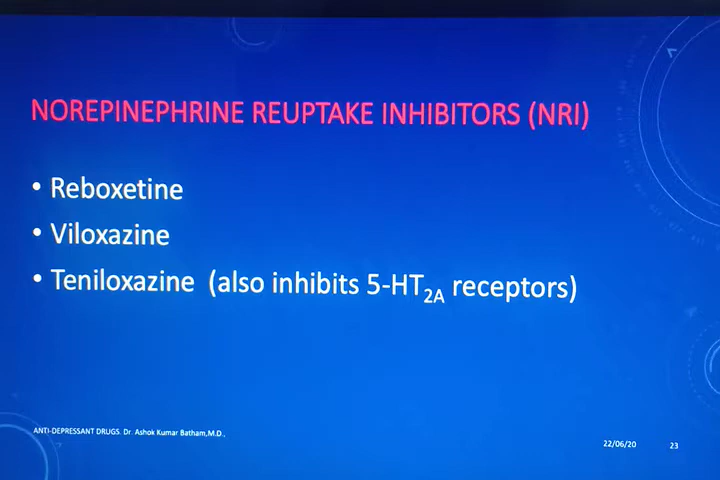 NOREPINEPHRINE REUPTAKE INHIBITORS (NRI)
• Reboxetine
• Viloxazine
• Teniloxazine (also inhibits 5-HT2A receptors)
ANTI-DEPRESSANT DRUGS. Dr. Ashok Kumar Batham,M.D.,
22/06/20 23